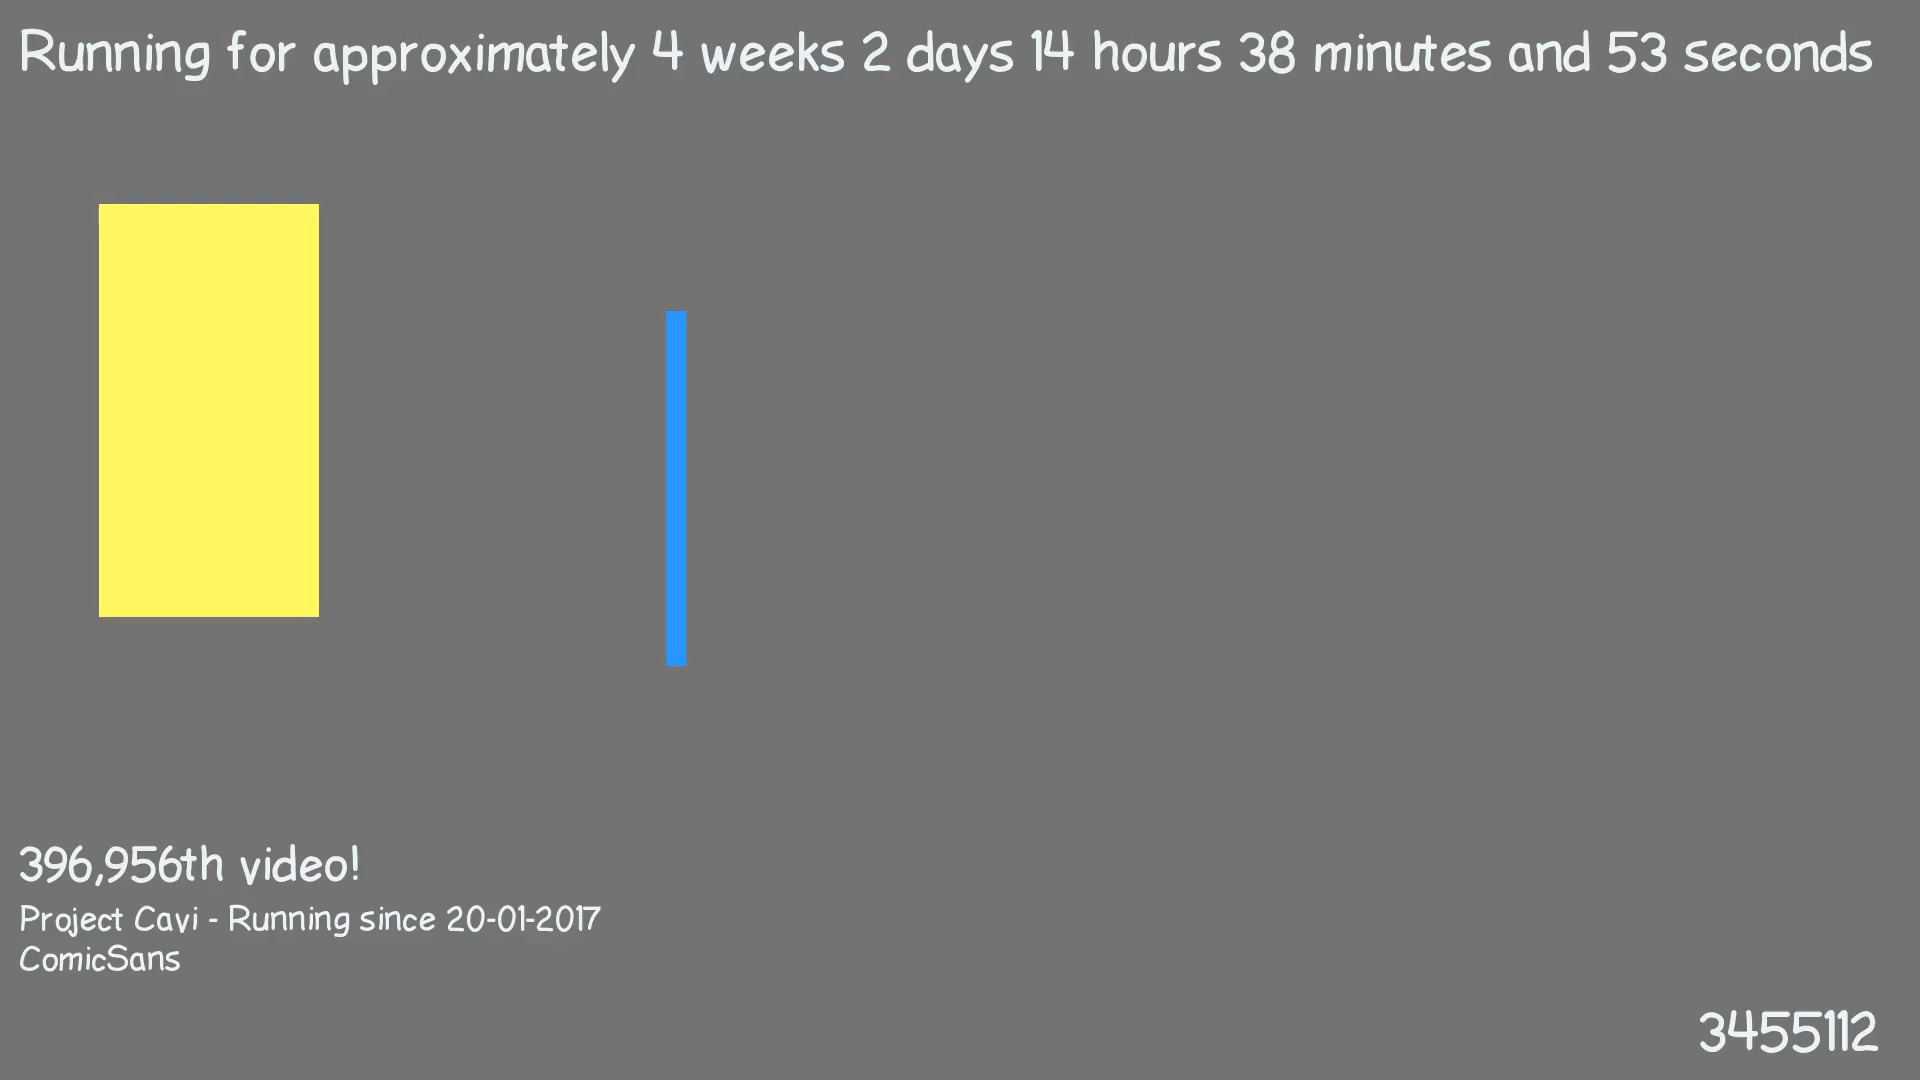 Running for approximately 4 weeks 2 days 14 hours 38 minutes and 53 seconds
396,956th video!
Project Cavi - Running since 20-01-2017
ComicSans
3455112